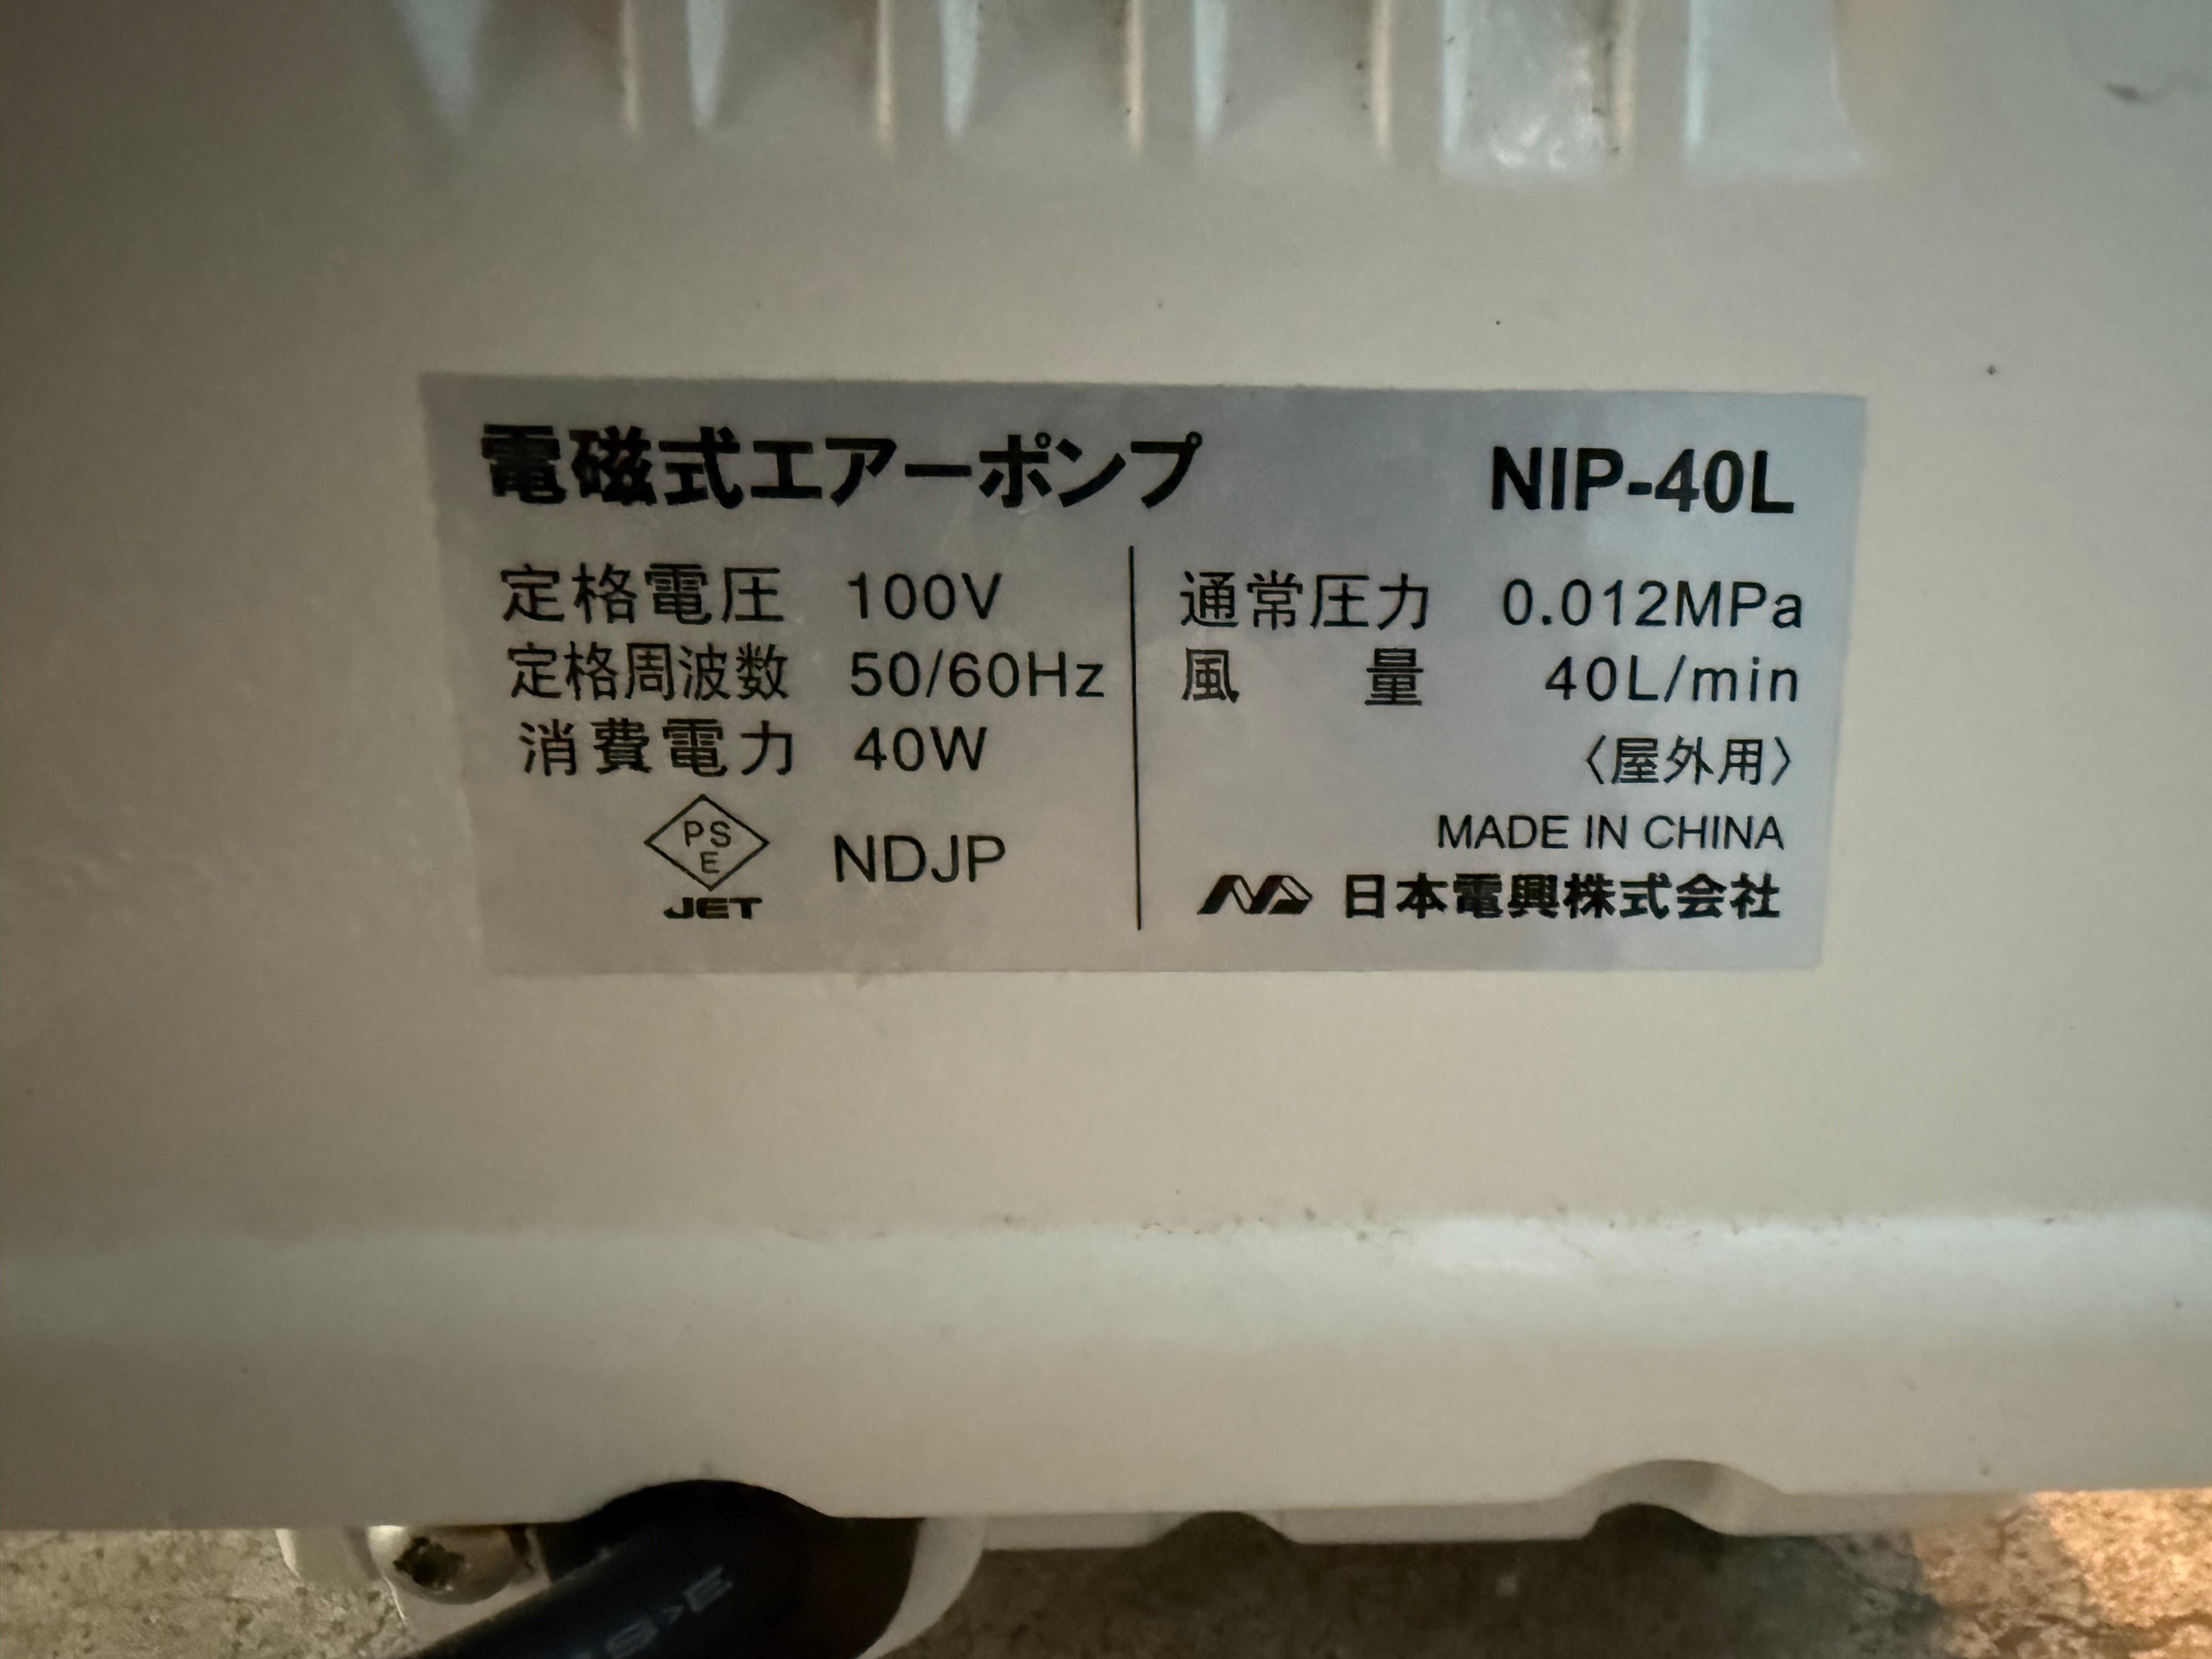 電磁式エアーポンプ NIP-40L
定格電圧 100V
定格周波数 50/60Hz
消費電力 40W
PS
E
JET
NDJP
通常圧力 0.012MPa
風量 40L/min
〈屋外用〉
MADE IN CHINA
日本電興株式会社